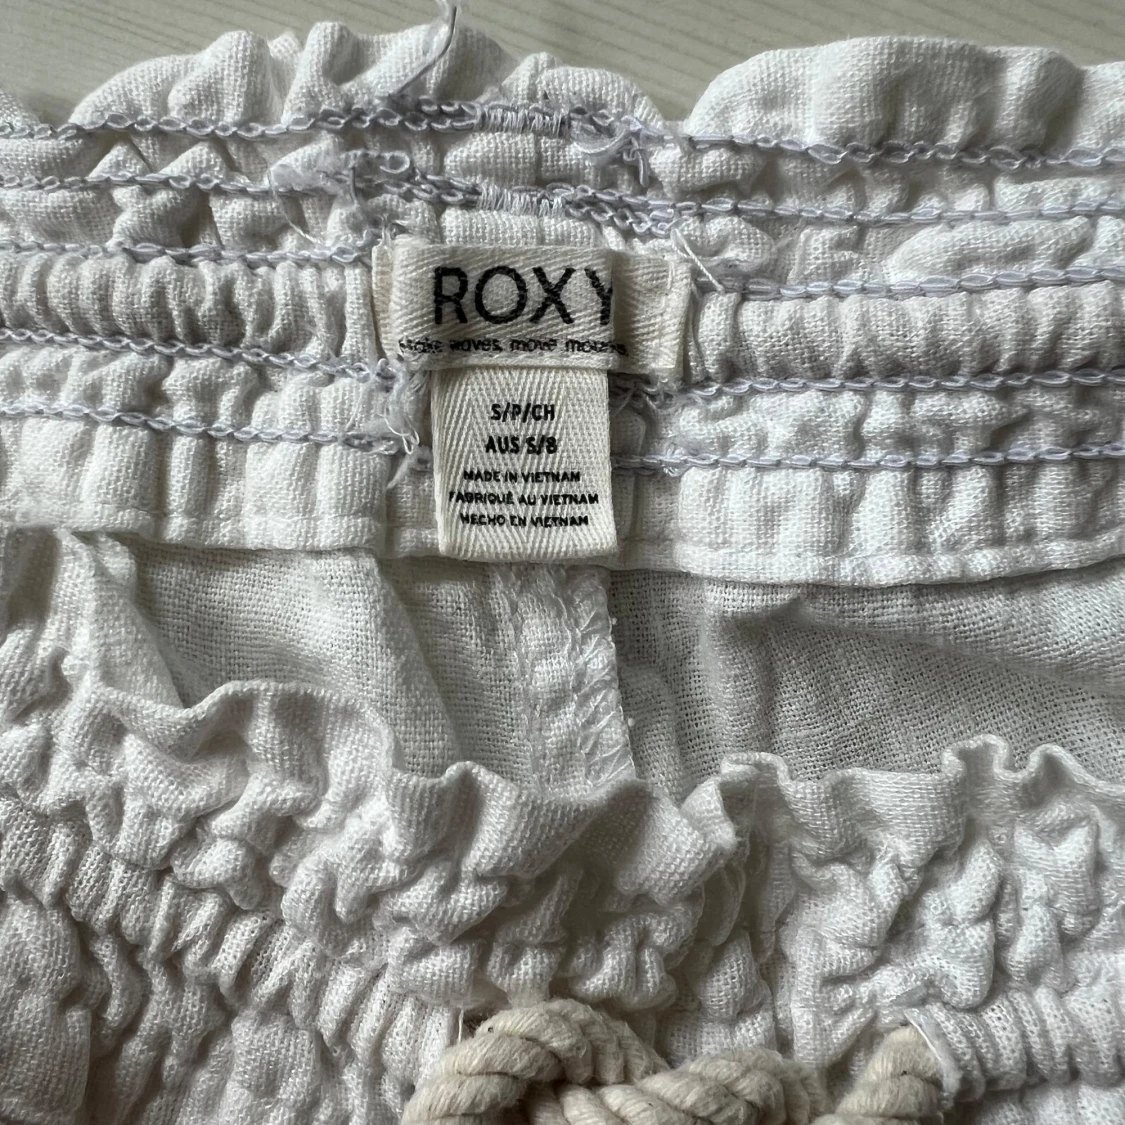 ROXY
make waves, move mountains
S/P/CH
AUS S/8
MADE IN VIETNAM
FABRIQUÉ AU VIETNAM
HECHO EN VIETNAM